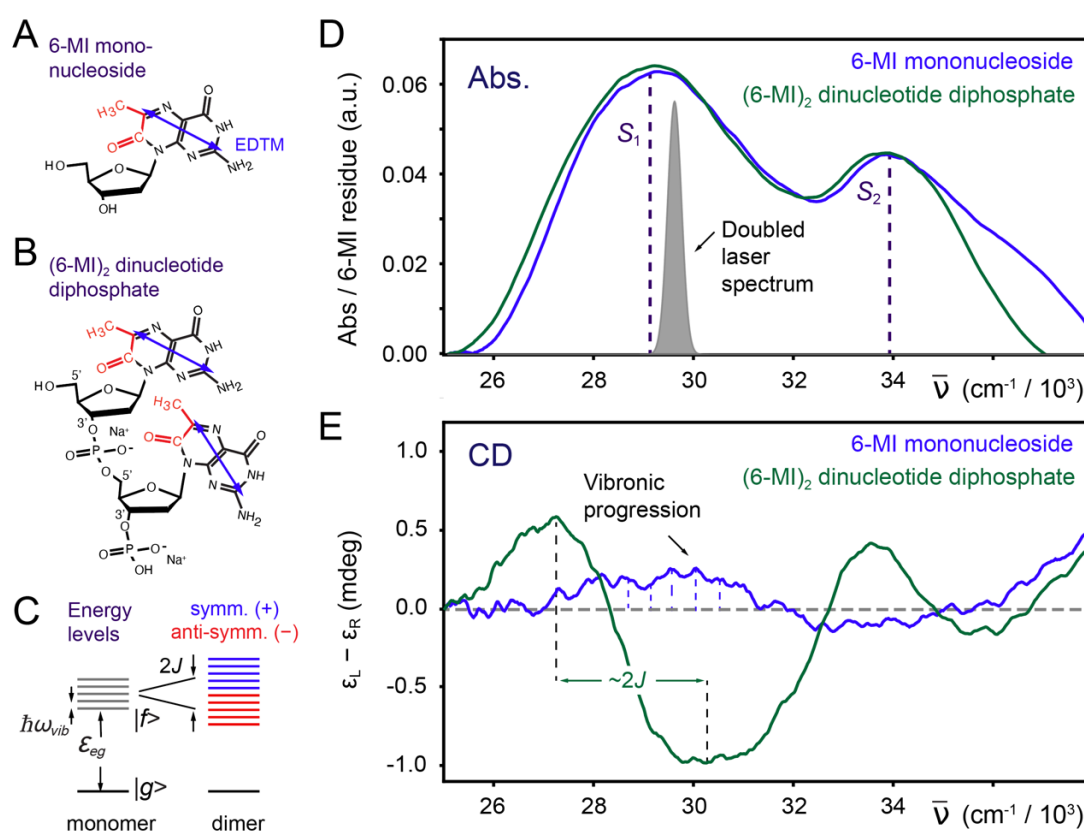 A
6-MI mono-
nucleoside
H₃C
N
O
NH
O
C
N
N
NH₂
EDTM
HO
O
OH
B
(6-MI)₂ dinucleotide
diphosphate
H₃C
N
O
NH
O
C
N
N
NH₂
5'
HO
O
3'
H₃C
O
Na⁺
O
P
O⁻
O
O
C
N
O
NH
5'
N
N
NH₂
O
3'
O
O
P
O⁻
Na⁺
OH
C
Energy
levels
symm. (+)
anti-symm. (−)
2J
ħω_vib
|f>
ε_eg
|g>
monomer
dimer
D
Abs.
6-MI mononucleoside
(6-MI)₂ dinucleotide diphosphate
Abs / 6-MI residue (a.u.)
0.06
0.04
0.02
0.00
S₁
S₂
Doubled
laser
spectrum
26
28
30
32
34
ν̅ (cm⁻¹ / 10³)
E
CD
6-MI mononucleoside
(6-MI)₂ dinucleotide diphosphate
Vibronic
progression
ε_L − ε_R (mdeg)
1.0
0.5
0.0
-0.5
-1.0
~2J
26
28
30
32
34
ν̅ (cm⁻¹ / 10³)